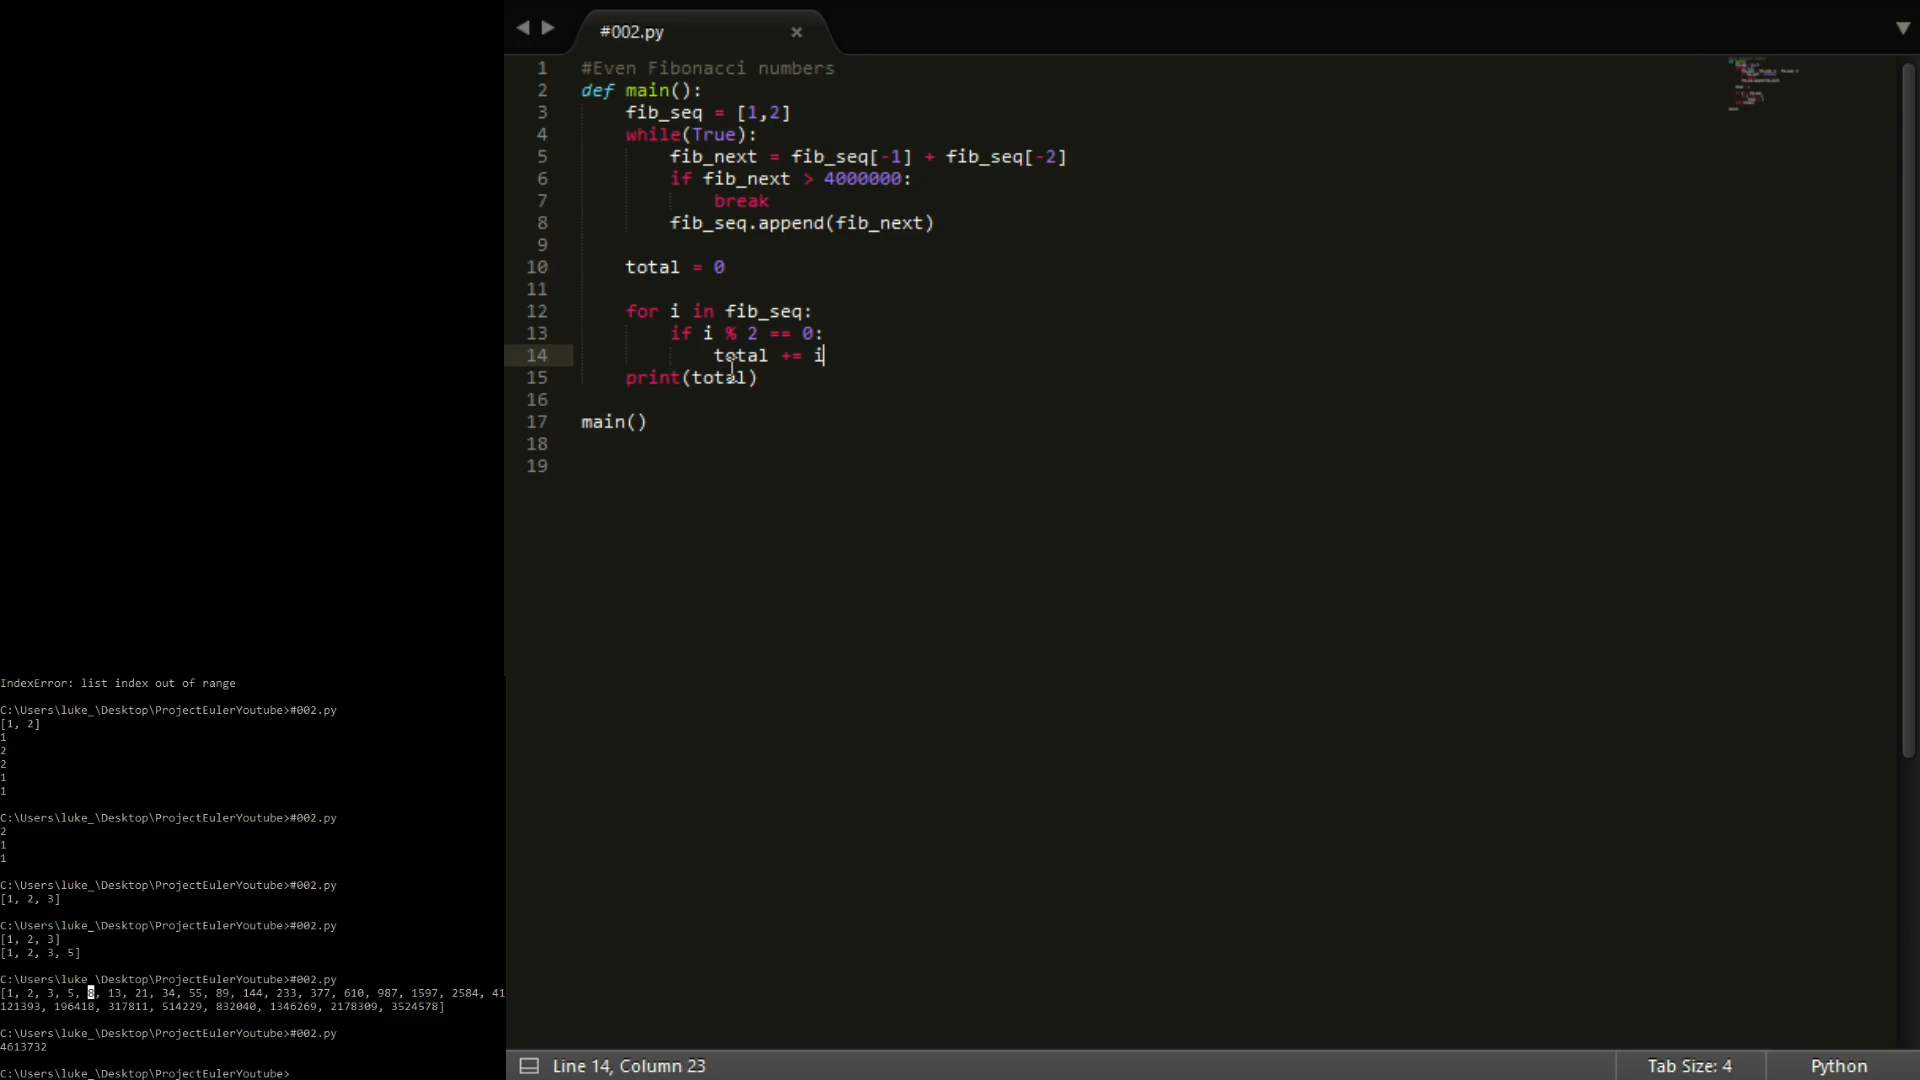 #002.py ×
1 #Even Fibonacci numbers
2 def main():
3 fib_seq = [1,2]
4 while(True):
5 fib_next = fib_seq[-1] + fib_seq[-2]
6 if fib_next > 4000000:
7 break
8 fib_seq.append(fib_next)
9
10 total = 0
11
12 for i in fib_seq:
13 if i % 2 == 0:
14 total += i
15 print(total)
16
17 main()
18
19
IndexError: list index out of range
C:\Users\luke_\Desktop\ProjectEulerYoutube>#002.py
[1, 2]
1
2
2
1
1
C:\Users\luke_\Desktop\ProjectEulerYoutube>#002.py
2
1
1
C:\Users\luke_\Desktop\ProjectEulerYoutube>#002.py
[1, 2, 3]
C:\Users\luke_\Desktop\ProjectEulerYoutube>#002.py
[1, 2, 3]
[1, 2, 3, 5]
C:\Users\luke_\Desktop\ProjectEulerYoutube>#002.py
[1, 2, 3, 5, 8, 13, 21, 34, 55, 89, 144, 233, 377, 610, 987, 1597, 2584, 41
121393, 196418, 317811, 514229, 832040, 1346269, 2178309, 3524578]
C:\Users\luke_\Desktop\ProjectEulerYoutube>#002.py
4613732
C:\Users\luke_\Desktop\ProjectEulerYoutube>
Line 14, Column 23
Tab Size: 4
Python